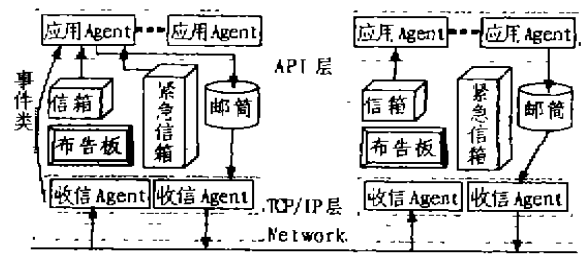 应用Agent 应用Agent 应用Agent 应用Agent
API层
事件类
信箱 紧急信箱 邮筒 信箱 紧急信箱 邮筒
布告板 布告板
收信Agent 收信Agent 收信Agent 收信Agent
TCP/IP层
Network